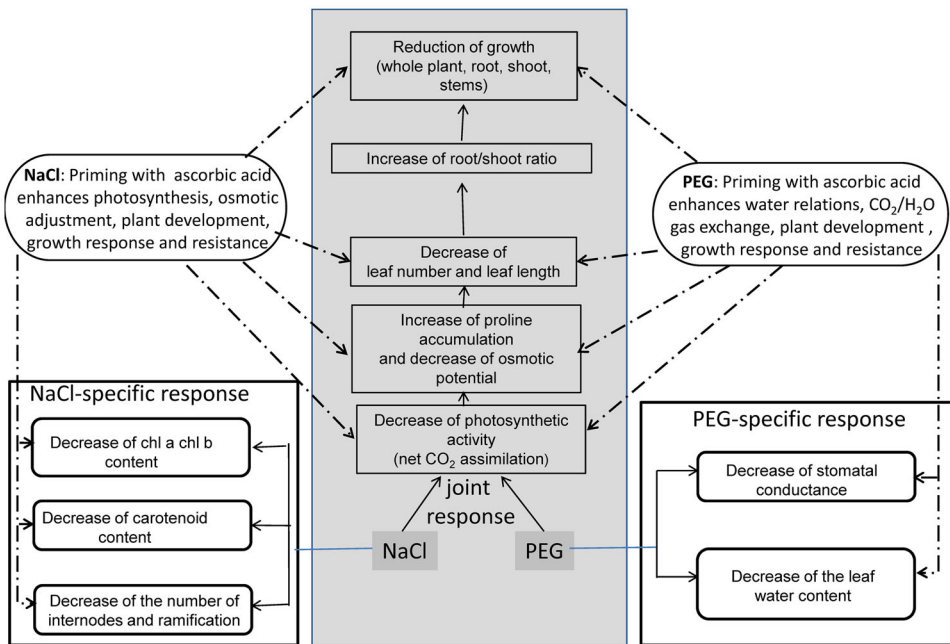 Reduction of growth
(whole plant, root, shoot,
stems)
Increase of root/shoot ratio
NaCl: Priming with ascorbic acid
enhances photosynthesis, osmotic
adjustment, plant development,
growth response and resistance
PEG: Priming with ascorbic acid
enhances water relations, CO₂/H₂O
gas exchange, plant development ,
growth response and resistance
Decrease of
leaf number and leaf length
Increase of proline
accumulation
and decrease of osmotic
potential
Decrease of photosynthetic
activity
(net CO₂ assimilation)
joint
response
NaCl
PEG
NaCl-specific response
Decrease of chl a chl b
content
Decrease of carotenoid
content
Decrease of the number of
internodes and ramification
PEG-specific response
Decrease of stomatal
conductance
Decrease of the leaf
water content